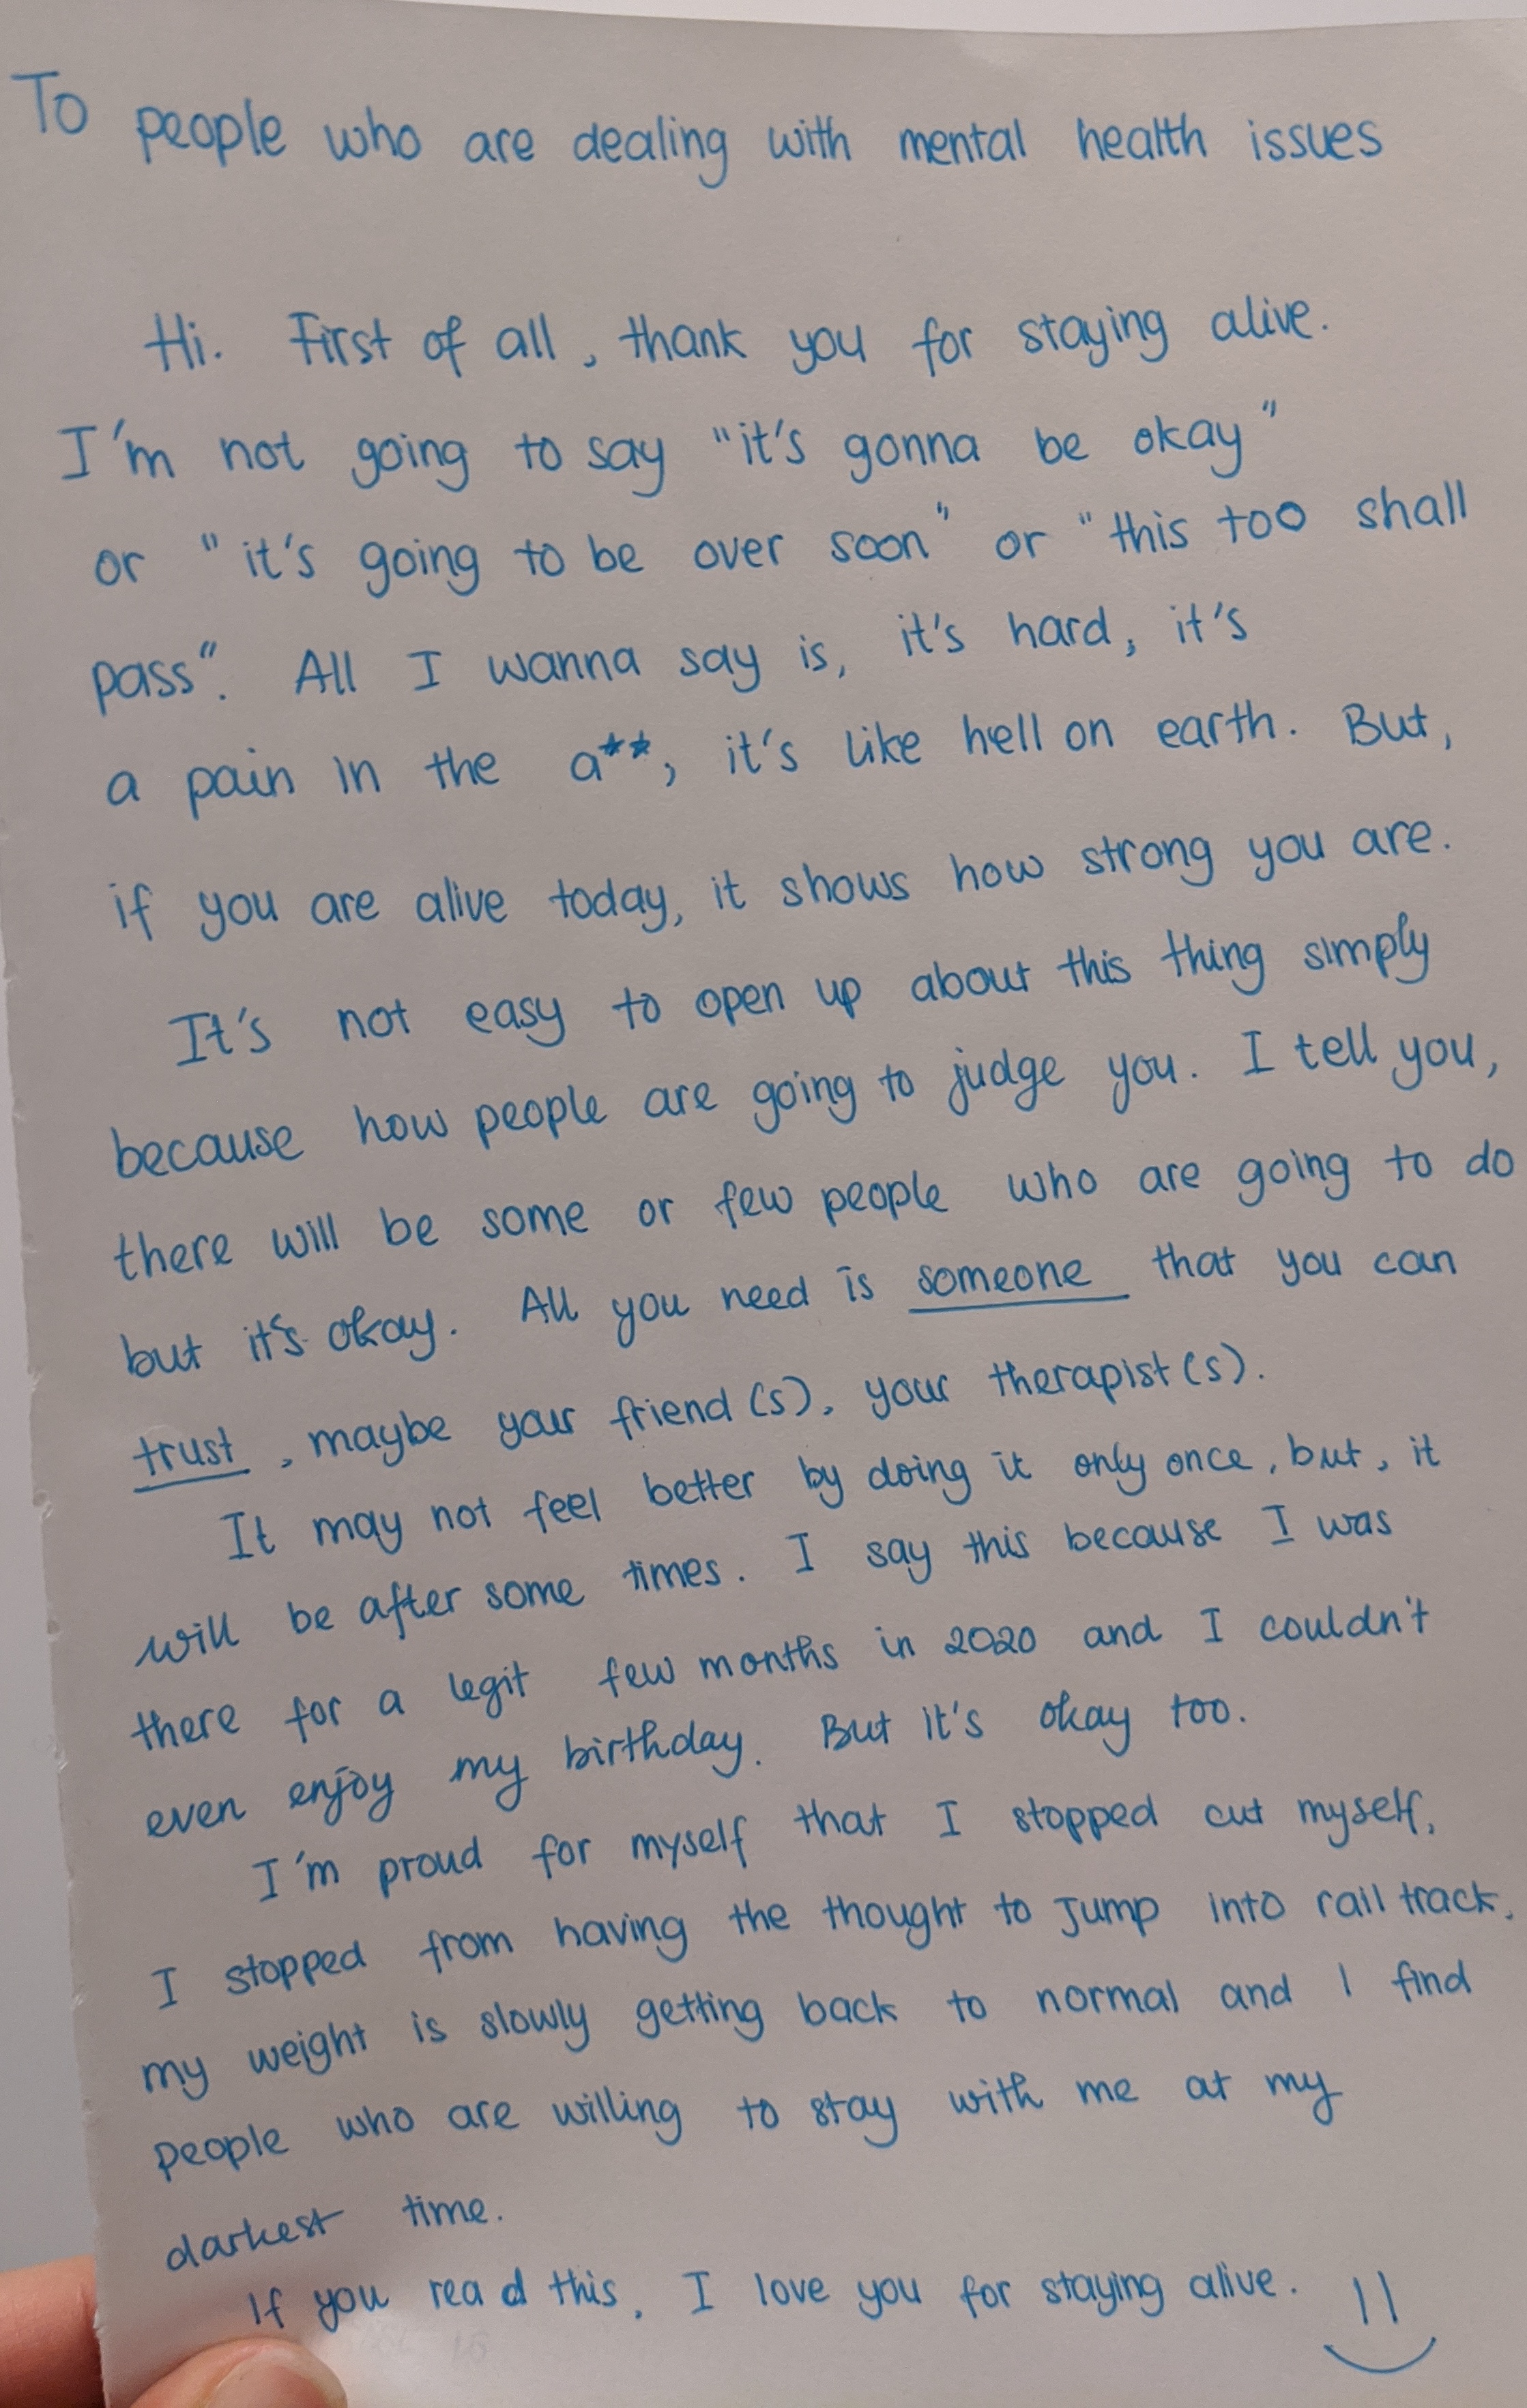 To people who are dealing with mental health issues
Hi. First of all, thank you for staying alive.
I'm not going to say "it's gonna be okay"
or "it's going to be over soon" or "this too shall
pass". All I wanna say is, it's hard, it's
a pain in the a**, it's like hell on earth. But,
if you are alive today, it shows how strong you are.
It's not easy to open up about this thing simply
because how people are going to judge you. I tell you,
there will be some or few people who are going to do
but it's okay. All you need is someone that you can
trust, maybe your friend(s), your therapist(s).
It may not feel better by doing it only once, but, it
will be after some times. I say this because I was
there for a legit few months in 2020 and I couldn't
even enjoy my birthday. But it's okay too.
I'm proud for myself that I stopped cut myself,
I stopped from having the thought to jump into rail track,
my weight is slowly getting back to normal and I find
people who are willing to stay with me at my
darkest time.
If you read this, I love you for staying alive.